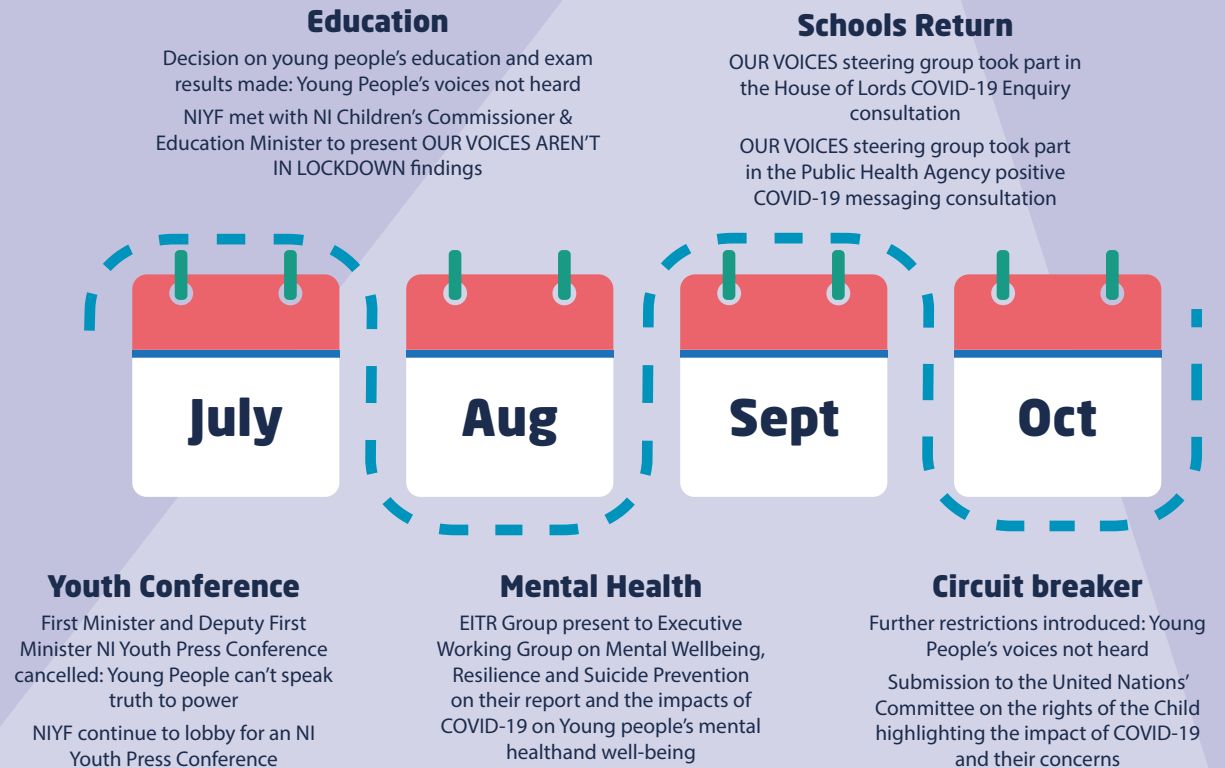 Education
Decision on young people’s education and exam
results made: Young People’s voices not heard
NIYF met with NI Children’s Commissioner &
Education Minister to present OUR VOICES AREN’T
IN LOCKDOWN findings
Schools Return
OUR VOICES steering group took part in
the House of Lords COVID-19 Enquiry
consultation
OUR VOICES steering group took part
in the Public Health Agency positive
COVID-19 messaging consultation
July
Aug
Sept
Oct
Youth Conference
First Minister and Deputy First
Minister NI Youth Press Conference
cancelled: Young People can’t speak
truth to power
NIYF continue to lobby for an NI
Youth Press Conference
Mental Health
EITR Group present to Executive
Working Group on Mental Wellbeing,
Resilience and Suicide Prevention
on their report and the impacts of
COVID-19 on Young people’s mental
healthand well-being
Circuit breaker
Further restrictions introduced: Young
People’s voices not heard
Submission to the United Nations’
Committee on the rights of the Child
highlighting the impact of COVID-19
and their concerns